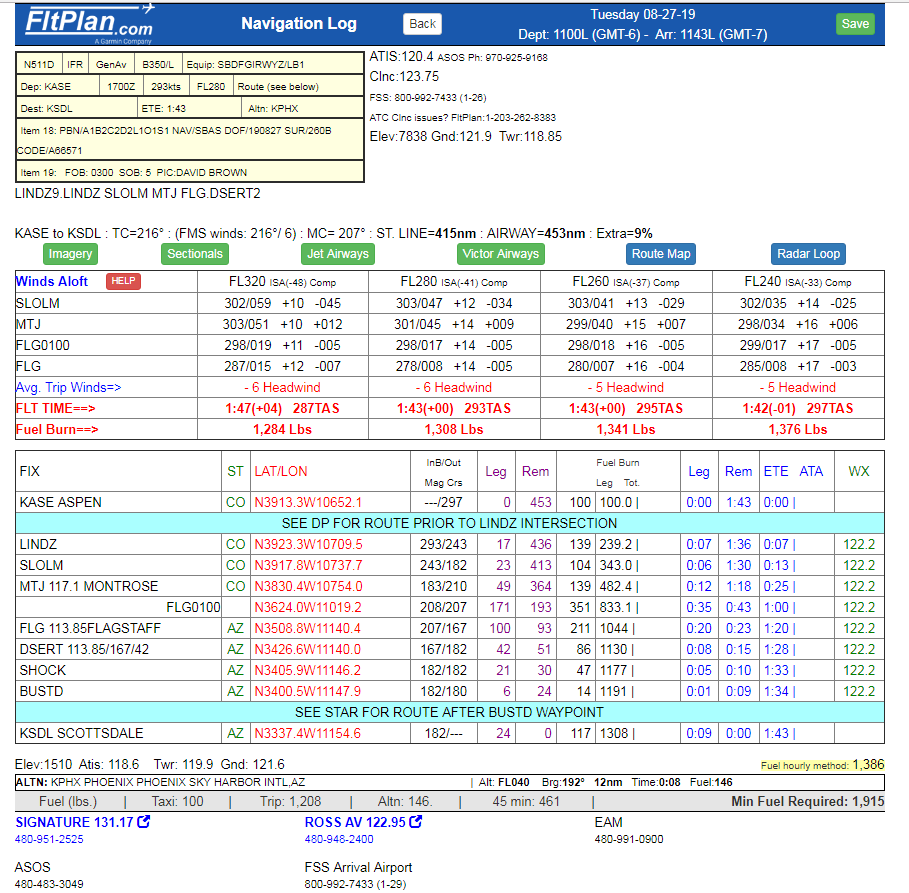 FltPlan.com
A Garmin Company
Navigation Log
Back
Tuesday 08-27-19
Dept: 1100L (GMT-6) - Arr: 1143L (GMT-7)
Save
N511D IFR GenAv B350/L Equip: SBDFGIRWYZ/LB1
Dep: KASE 1700Z 293kts FL280 Route (see below)
Dest: KSDL ETE: 1:43 Altn: KPHX
Item 18: PBN/A1B2C2D2L1O1S1 NAV/SBAS DOF/190827 SUR/260B
CODE/A66571
Item 19: FOB: 0300 SOB: 5 PIC:DAVID BROWN
ATIS:120.4 ASOS Ph: 970-925-9168
Clnc:123.75
FSS: 800-992-7433 (1-26)
ATC Clnc issues? FltPlan:1-203-262-8383
Elev:7838 Gnd:121.9 Twr:118.85
LINDZ9.LINDZ SLOLM MTJ FLG.DSERT2
KASE to KSDL : TC=216° : (FMS winds: 216°/ 6) : MC= 207° : ST. LINE=415nm : AIRWAY=453nm : Extra=9%
Imagery Sectionals Jet Airways Victor Airways Route Map Radar Loop
Winds Aloft HELP FL320 ISA(-48) Comp FL280 ISA(-41) Comp FL260 ISA(-37) Comp FL240 ISA(-33) Comp
SLOLM 302/059 +10 -045 303/047 +12 -034 303/041 +13 -029 302/035 +14 -025
MTJ 303/051 +10 +012 301/045 +14 +009 299/040 +15 +007 298/034 +16 +006
FLG0100 298/019 +11 -005 298/017 +14 -005 298/018 +16 -005 299/017 +17 -005
FLG 287/015 +12 -007 278/008 +14 -005 280/007 +16 -004 285/008 +17 -003
Avg. Trip Winds=> - 6 Headwind - 6 Headwind - 5 Headwind - 5 Headwind
FLT TIME==> 1:47(+04) 287TAS 1:43(+00) 293TAS 1:43(+00) 295TAS 1:42(-01) 297TAS
Fuel Burn==> 1,284 Lbs 1,308 Lbs 1,341 Lbs 1,376 Lbs
FIX ST LAT/LON InB/Out Mag Crs Leg Rem Fuel Burn Leg Tot. Leg Rem ETE ATA WX
KASE ASPEN CO N3913.3W10652.1 ---/297 0 453 100 100.0 | 0:00 1:43 0:00 |
SEE DP FOR ROUTE PRIOR TO LINDZ INTERSECTION
LINDZ CO N3923.3W10709.5 293/243 17 436 139 239.2 | 0:07 1:36 0:07 | 122.2
SLOLM CO N3917.8W10737.7 243/182 23 413 104 343.0 | 0:06 1:30 0:13 | 122.2
MTJ 117.1 MONTROSE CO N3830.4W10754.0 183/210 49 364 139 482.4 | 0:12 1:18 0:25 | 122.2
FLG0100 N3624.0W11019.2 208/207 171 193 351 833.1 | 0:35 0:43 1:00 | 122.2
FLG 113.85FLAGSTAFF AZ N3508.8W11140.4 207/167 100 93 211 1044 | 0:20 0:23 1:20 | 122.2
DSERT 113.85/167/42 AZ N3426.6W11140.0 167/182 42 51 86 1130 | 0:08 0:15 1:28 | 122.2
SHOCK AZ N3405.9W11146.2 182/182 21 30 47 1177 | 0:05 0:10 1:33 | 122.2
BUSTD AZ N3400.5W11147.9 182/180 6 24 14 1191 | 0:01 0:09 1:34 | 122.2
SEE STAR FOR ROUTE AFTER BUSTD WAYPOINT
KSDL SCOTTSDALE AZ N3337.4W11154.6 182/--- 24 0 117 1308 | 0:09 0:00 1:43 |
Elev:1510 Atis: 118.6 Twr: 119.9 Gnd: 121.6 Fuel hourly method: 1,386
ALTN: KPHX PHOENIX PHOENIX SKY HARBOR INTL,AZ | Alt: FL040 Brg:192° 12nm Time:0:08 Fuel:146
Fuel (lbs.) | Taxi: 100 | Trip: 1,208 | Altn: 146. | 45 min: 461 | Min Fuel Required: 1,915
SIGNATURE 131.17 ROSS AV 122.95 EAM
480-951-2525 480-948-2400 480-991-0900
ASOS FSS Arrival Airport
480-483-3049 800-992-7433 (1-29)